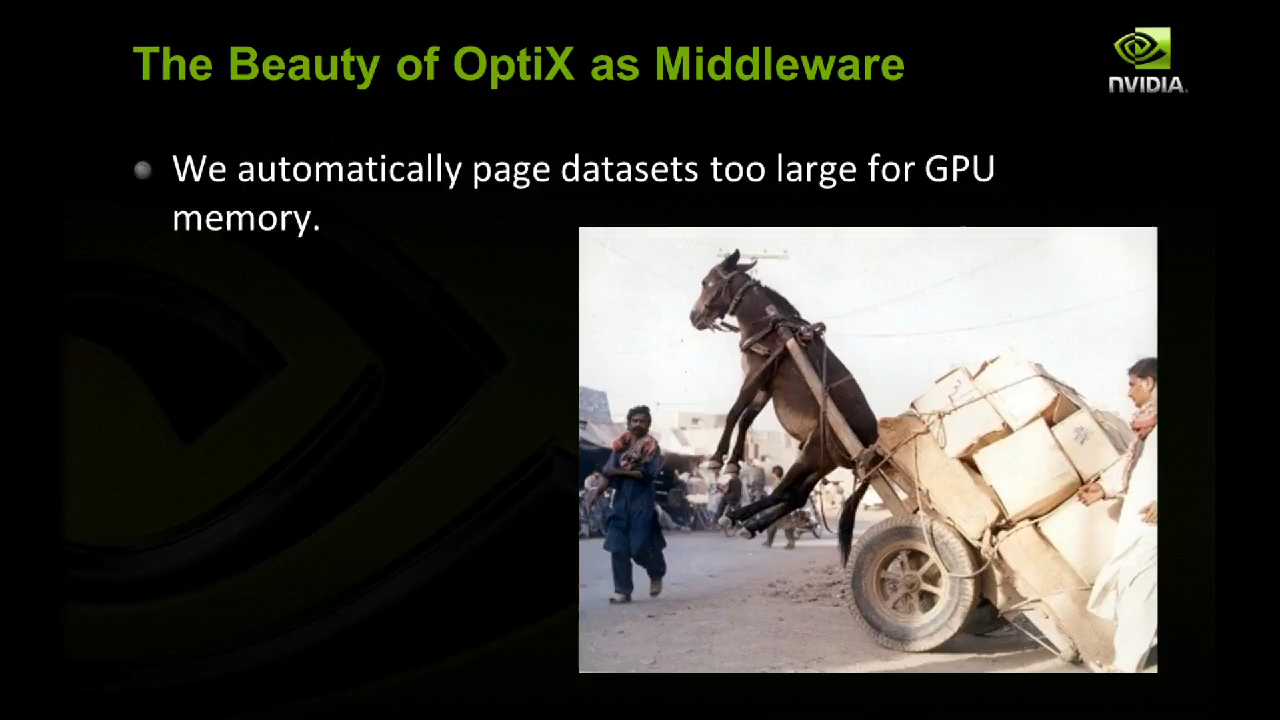 The Beauty of OptiX as Middleware
NVIDIA
We automatically page datasets too large for GPU
memory.